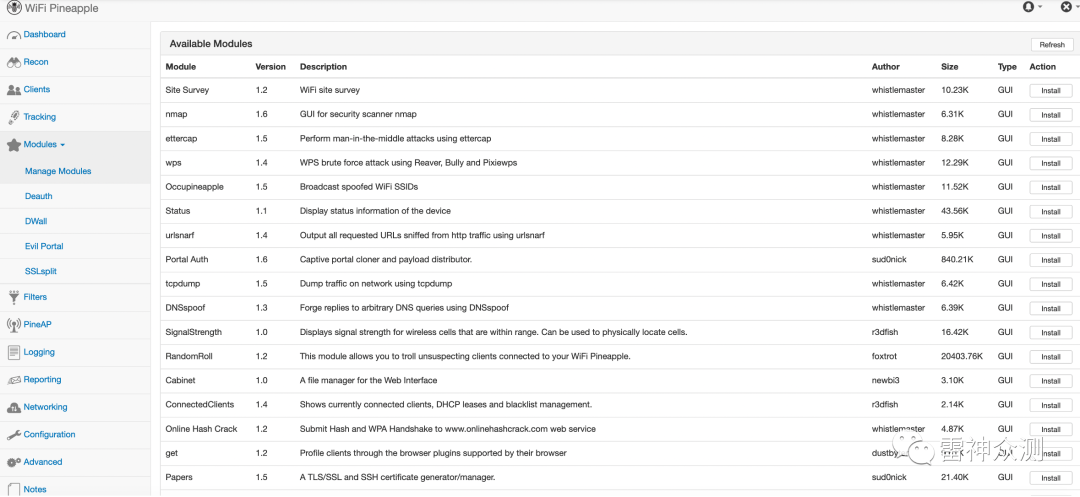 WiFi Pineapple
Dashboard
Recon
Clients
Tracking
Modules
Manage Modules
Deauth
DWall
Evil Portal
SSLsplit
Filters
PineAP
Logging
Reporting
Networking
Configuration
Advanced
Notes
Available Modules Refresh
Module Version Description Author Size Type Action
Site Survey 1.2 WiFi site survey whistlemaster 10.23K GUI Install
nmap 1.6 GUI for security scanner nmap whistlemaster 6.31K GUI Install
ettercap 1.5 Perform man-in-the-middle attacks using ettercap whistlemaster 8.28K GUI Install
wps 1.4 WPS brute force attack using Reaver, Bully and Pixiewps whistlemaster 12.29K GUI Install
Occupineapple 1.5 Broadcast spoofed WiFi SSIDs whistlemaster 11.52K GUI Install
Status 1.1 Display status information of the device whistlemaster 43.56K GUI Install
urlsnarf 1.4 Output all requested URLs sniffed from http traffic using urlsnarf whistlemaster 5.95K GUI Install
Portal Auth 1.6 Captive portal cloner and payload distributor. sud0nick 840.21K GUI Install
tcpdump 1.5 Dump traffic on network using tcpdump whistlemaster 6.42K GUI Install
DNSspoof 1.3 Forge replies to arbitrary DNS queries using DNSspoof whistlemaster 6.39K GUI Install
SignalStrength 1.0 Displays signal strength for wireless cells that are within range. Can be used to physically locate cells. r3dfish 16.42K GUI Install
RandomRoll 1.2 This module allows you to troll unsuspecting clients connected to your WiFi Pineapple. foxtrot 20403.76K GUI Install
Cabinet 1.0 A file manager for the Web Interface newbi3 3.10K GUI Install
ConnectedClients 1.4 Shows currently connected clients, DHCP leases and blacklist management. r3dfish 2.14K GUI Install
Online Hash Crack 1.2 Submit Hash and WPA Handshake to www.onlinehashcrack.com web service whistlemaster 4.87K GUI Install
get 1.2 Profile clients through the browser plugins supported by their browser GUI Install
Papers 1.5 A TLS/SSL and SSH certificate generator/manager. sud0nick 21.40K GUI Install
雷神众测